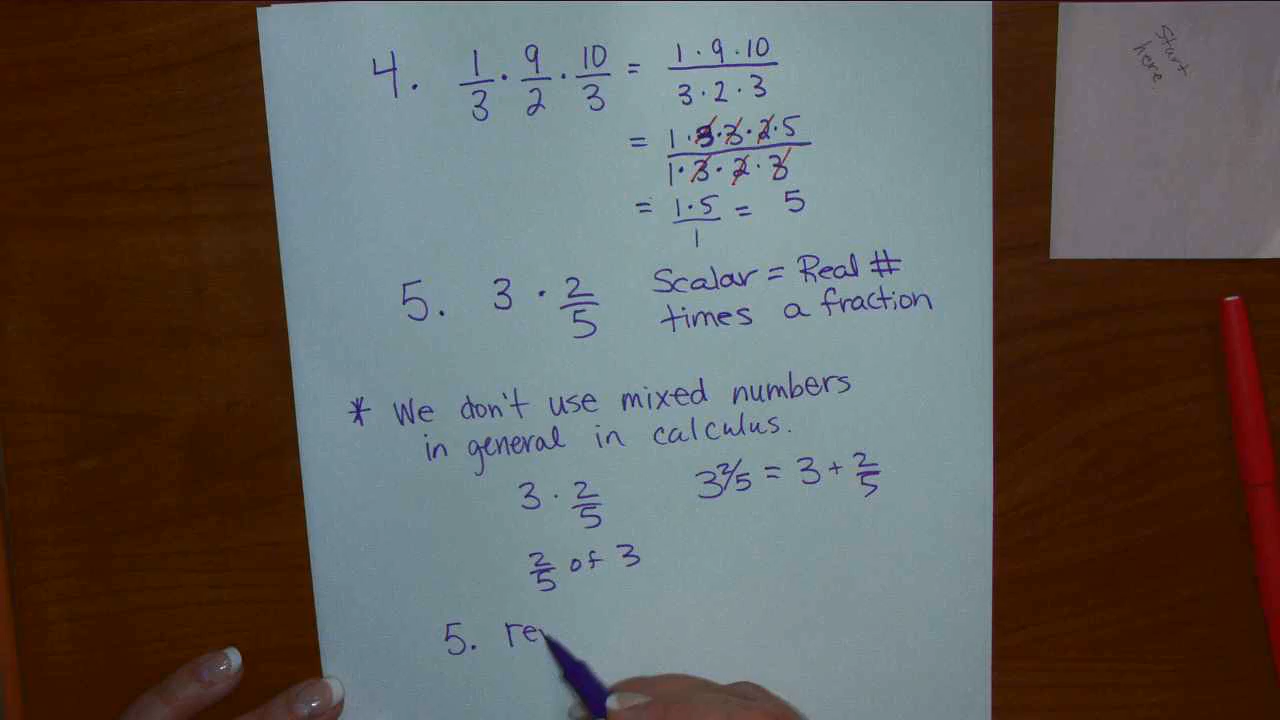 4. 1/3 · 9/2 · 10/3 = 1 · 9 · 10 / 3 · 2 · 3
= 1 · 3 · 3 · 2 · 5 / 1 · 3 · 2 · 3
= 1 · 5 / 1 = 5
5. 3 · 2/5 Scalar = Real #
times a fraction
* We don't use mixed numbers
in general in calculus.
3 · 2/5 3 2/5 = 3 + 2/5
2/5 of 3
5. re
Start
here